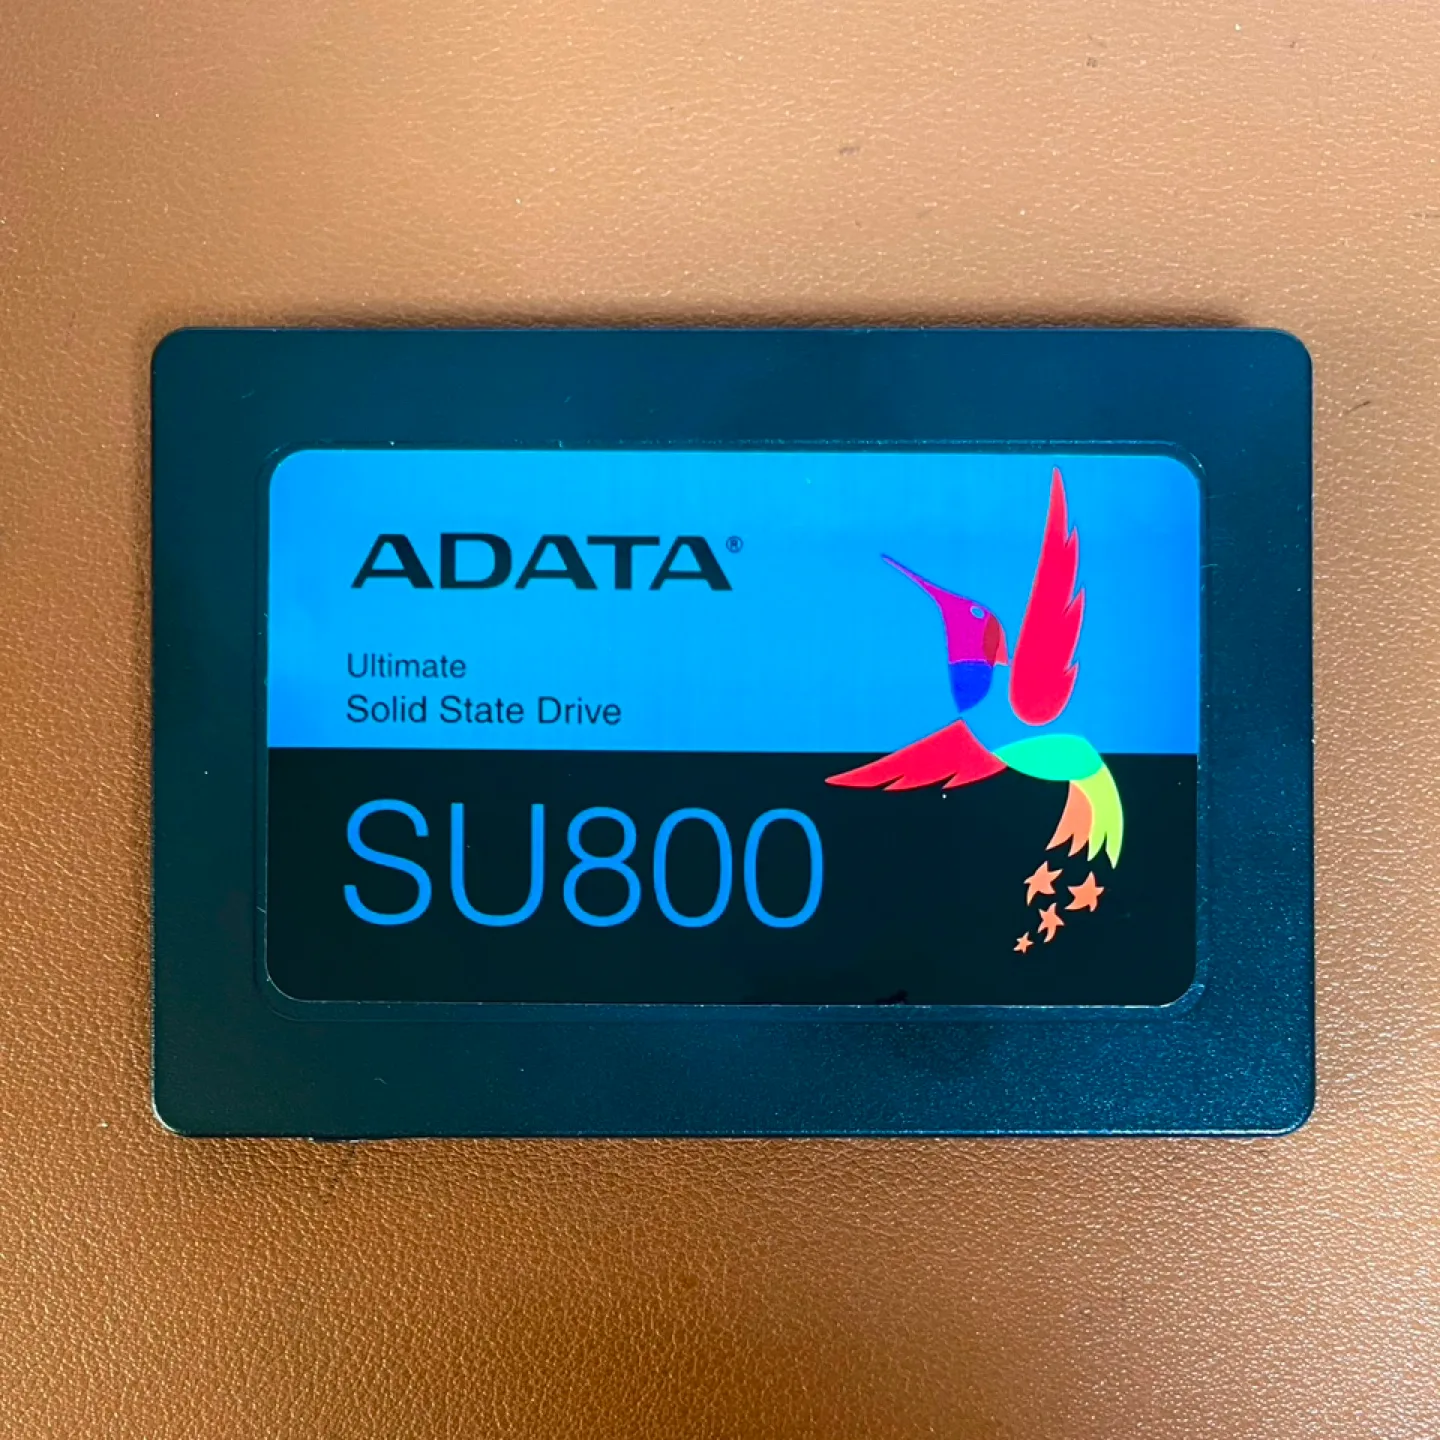 ADATA®
Ultimate
Solid State Drive
SU800